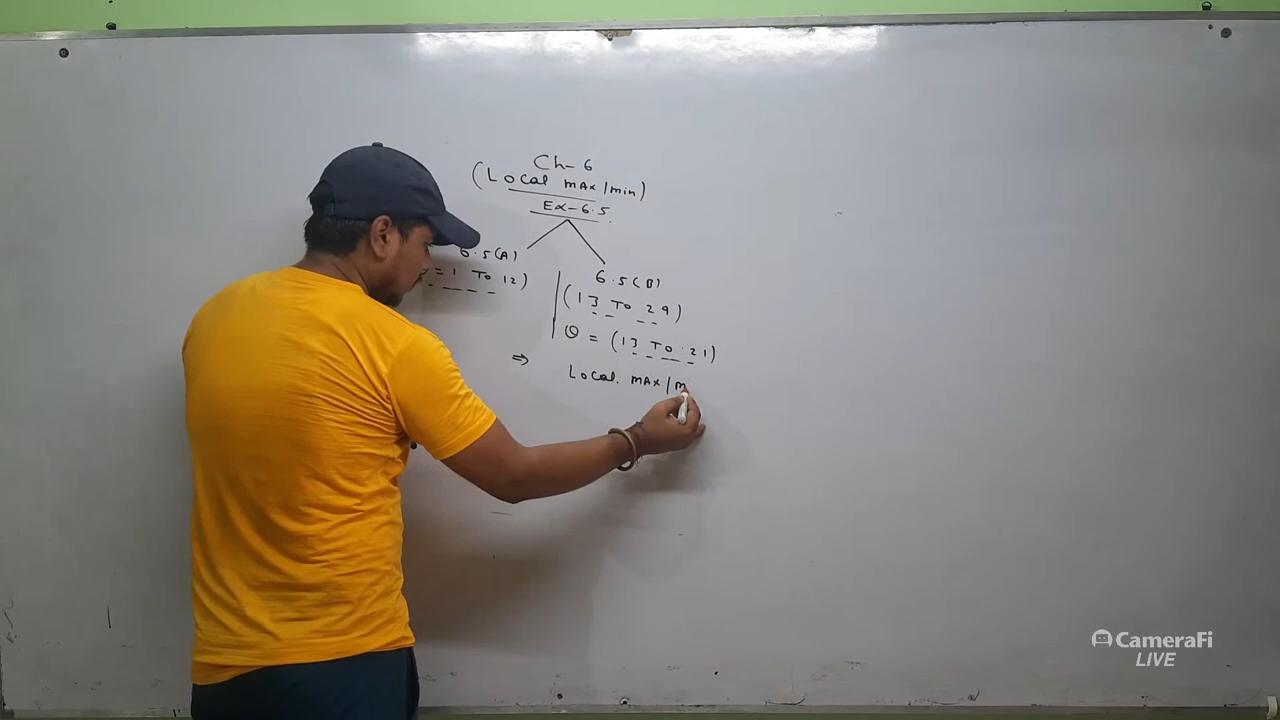 Ch-6
(Local max/min)
Ex-6.5
6.5(A)
= 1 To 12)
6.5(B)
(13 To 29)
Q = (13 To 21)
⇒ Local max/m
CameraFi
LIVE